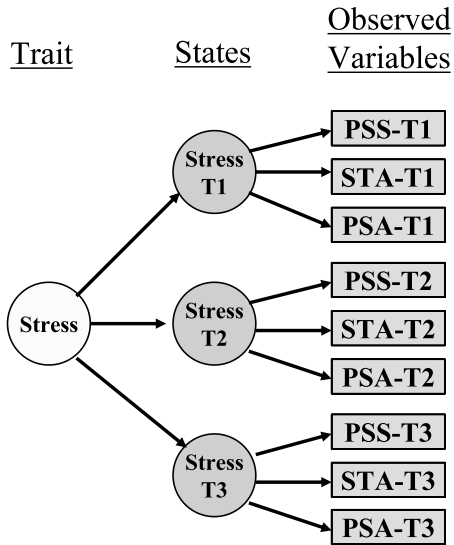 Trait
States
Observed
Variables
Stress
Stress
T1
Stress
T2
Stress
T3
PSS-T1
STA-T1
PSA-T1
PSS-T2
STA-T2
PSA-T2
PSS-T3
STA-T3
PSA-T3